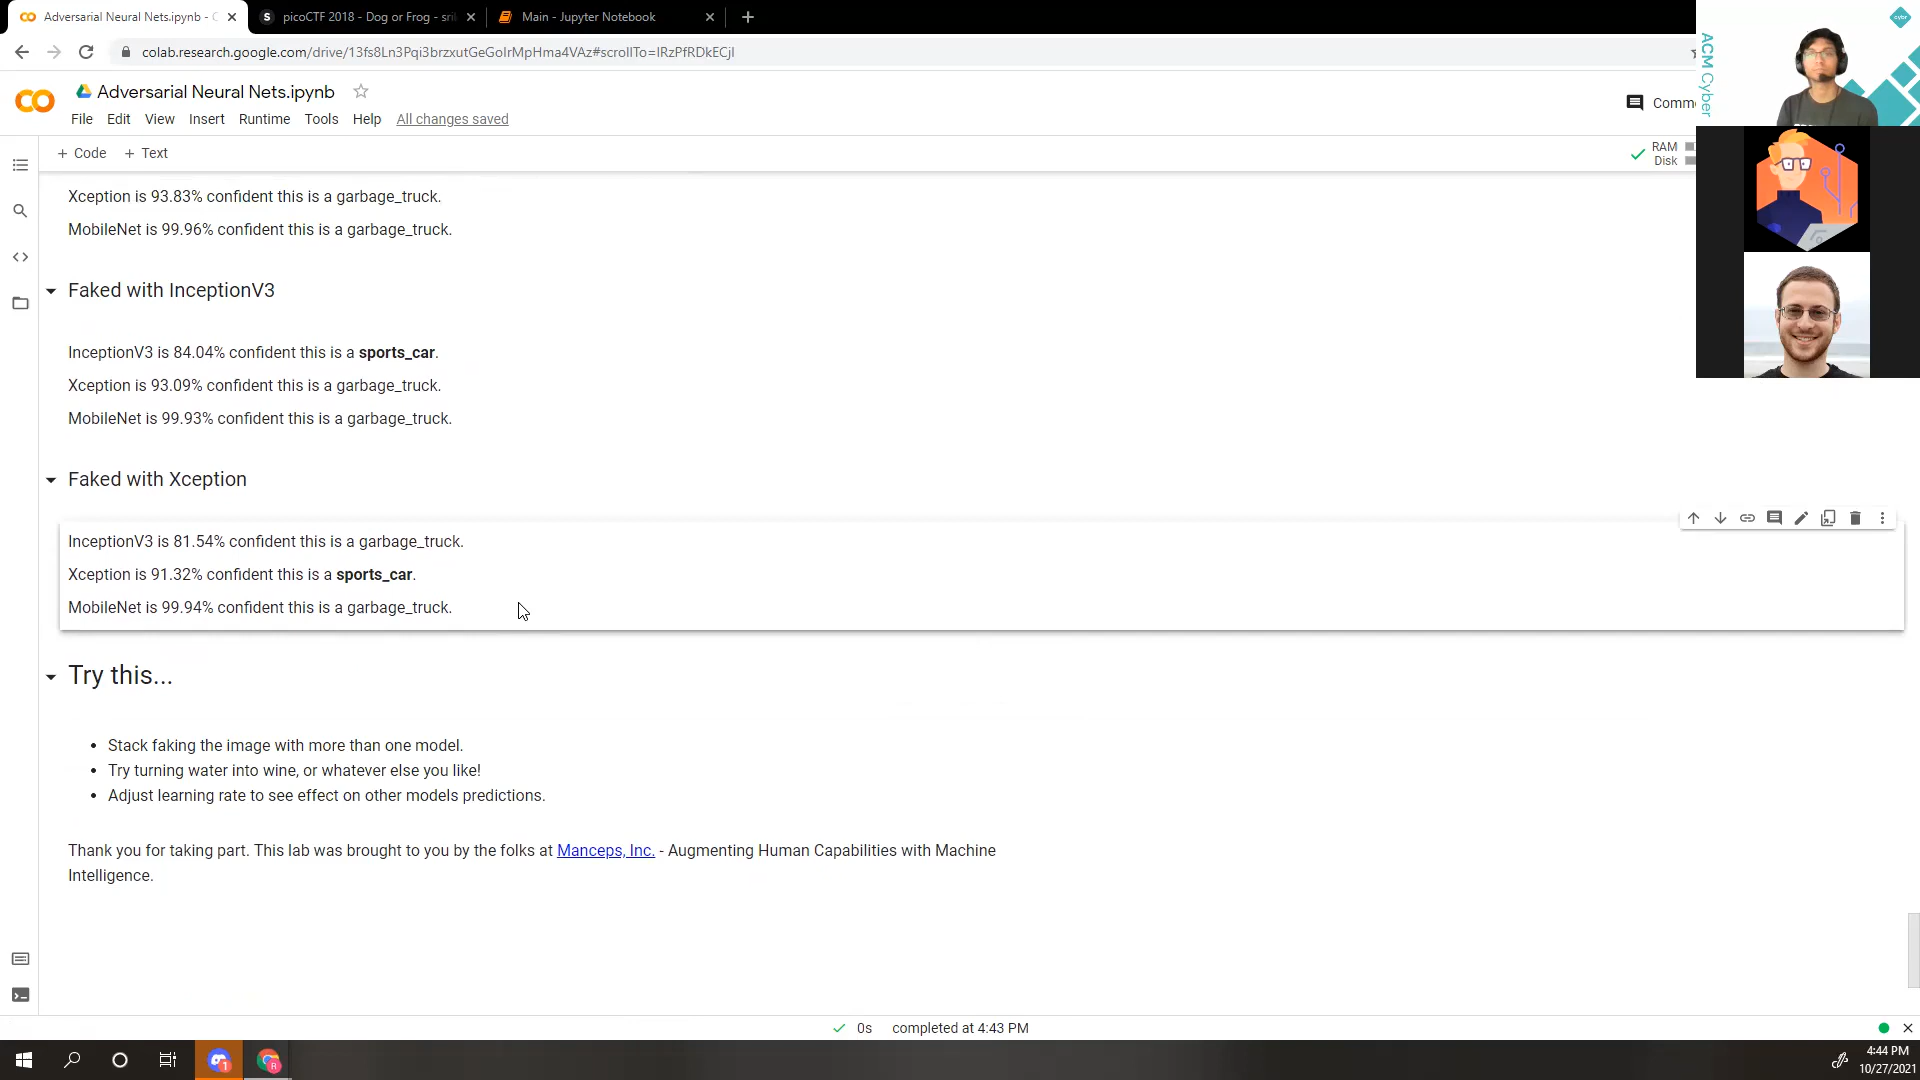 Adversarial Neural Nets.ipynb - C
picoCTF 2018 - Dog or Frog - sril
Main - Jupyter Notebook
colab.research.google.com/drive/13fs8Ln3Pqi3brzxutGeGoIrMpHma4VAz#scrollTo=lRzPfRDkECjI
Adversarial Neural Nets.ipynb
File Edit View Insert Runtime Tools Help All changes saved
Comme
+ Code + Text
RAM
Disk
Xception is 93.83% confident this is a garbage_truck.
MobileNet is 99.96% confident this is a garbage_truck.
Faked with InceptionV3
InceptionV3 is 84.04% confident this is a sports_car.
Xception is 93.09% confident this is a garbage_truck.
MobileNet is 99.93% confident this is a garbage_truck.
Faked with Xception
InceptionV3 is 81.54% confident this is a garbage_truck.
Xception is 91.32% confident this is a sports_car.
MobileNet is 99.94% confident this is a garbage_truck.
Try this...
• Stack faking the image with more than one model.
• Try turning water into wine, or whatever else you like!
• Adjust learning rate to see effect on other models predictions.
Thank you for taking part. This lab was brought to you by the folks at Manceps, Inc. - Augmenting Human Capabilities with Machine
Intelligence.
0s completed at 4:43 PM
4:44 PM
10/27/2021
ACM Cyber
cyber